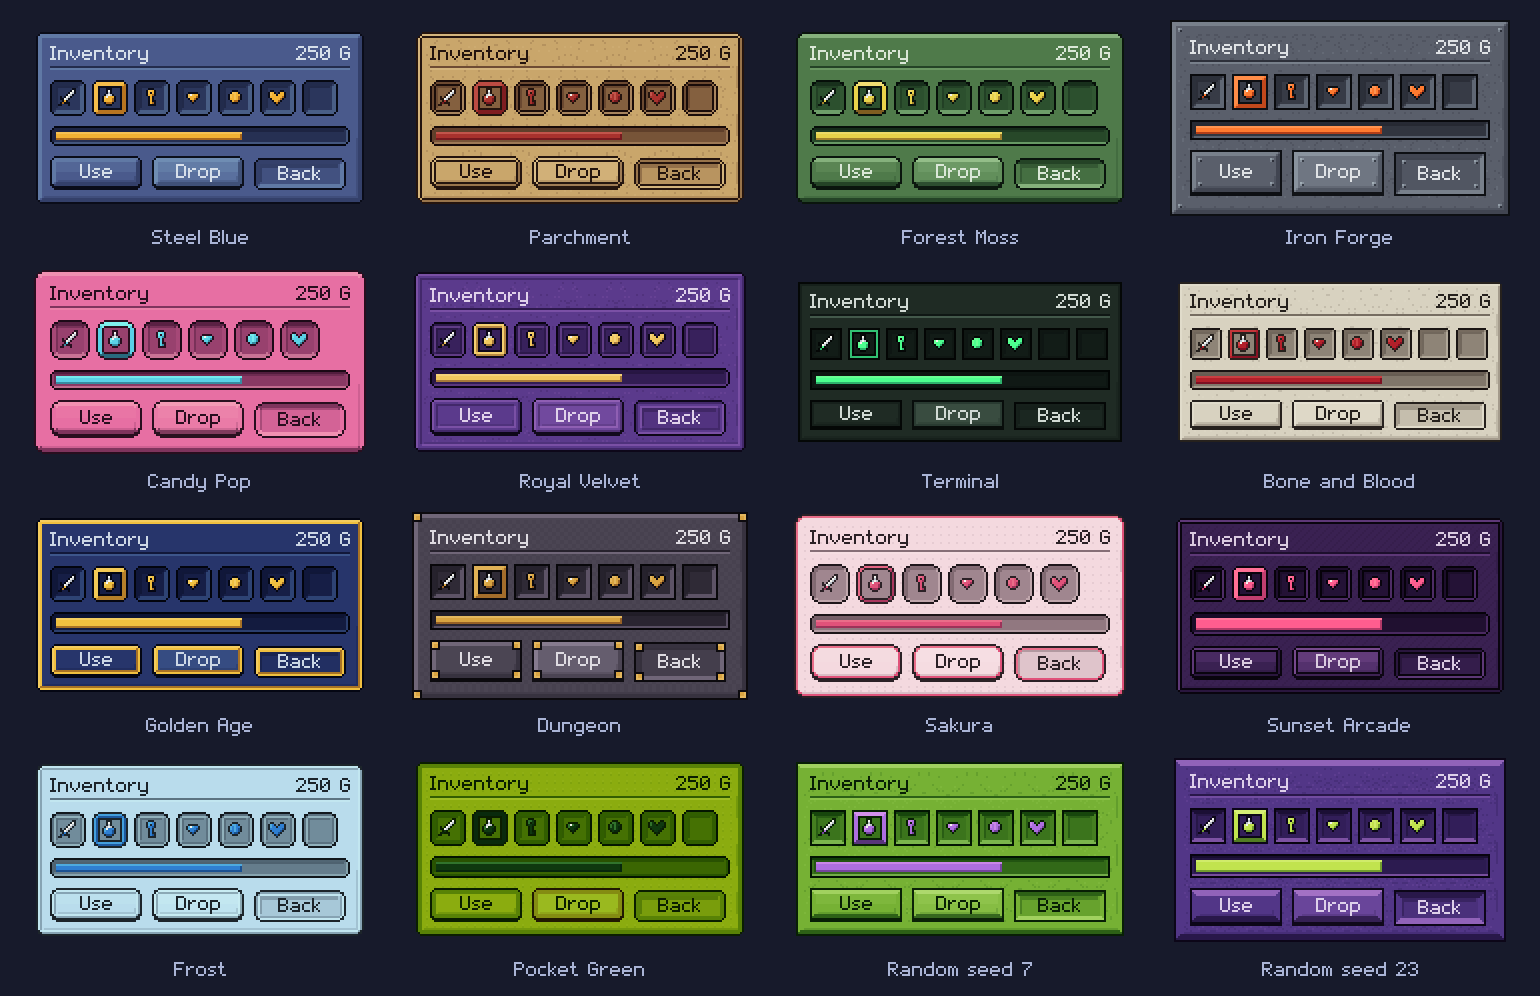 Inventory 250 G
Use Drop Back
Steel Blue
Inventory 250 G
Use Drop Back
Parchment
Inventory 250 G
Use Drop Back
Forest Moss
Inventory 250 G
Use Drop Back
Iron Forge
Inventory 250 G
Use Drop Back
Candy Pop
Inventory 250 G
Use Drop Back
Royal Velvet
Inventory 250 G
Use Drop Back
Terminal
Inventory 250 G
Use Drop Back
Bone and Blood
Inventory 250 G
Use Drop Back
Golden Age
Inventory 250 G
Use Drop Back
Dungeon
Inventory 250 G
Use Drop Back
Sakura
Inventory 250 G
Use Drop Back
Sunset Arcade
Inventory 250 G
Use Drop Back
Frost
Inventory 250 G
Use Drop Back
Pocket Green
Inventory 250 G
Use Drop Back
Random seed 7
Inventory 250 G
Use Drop Back
Random seed 23